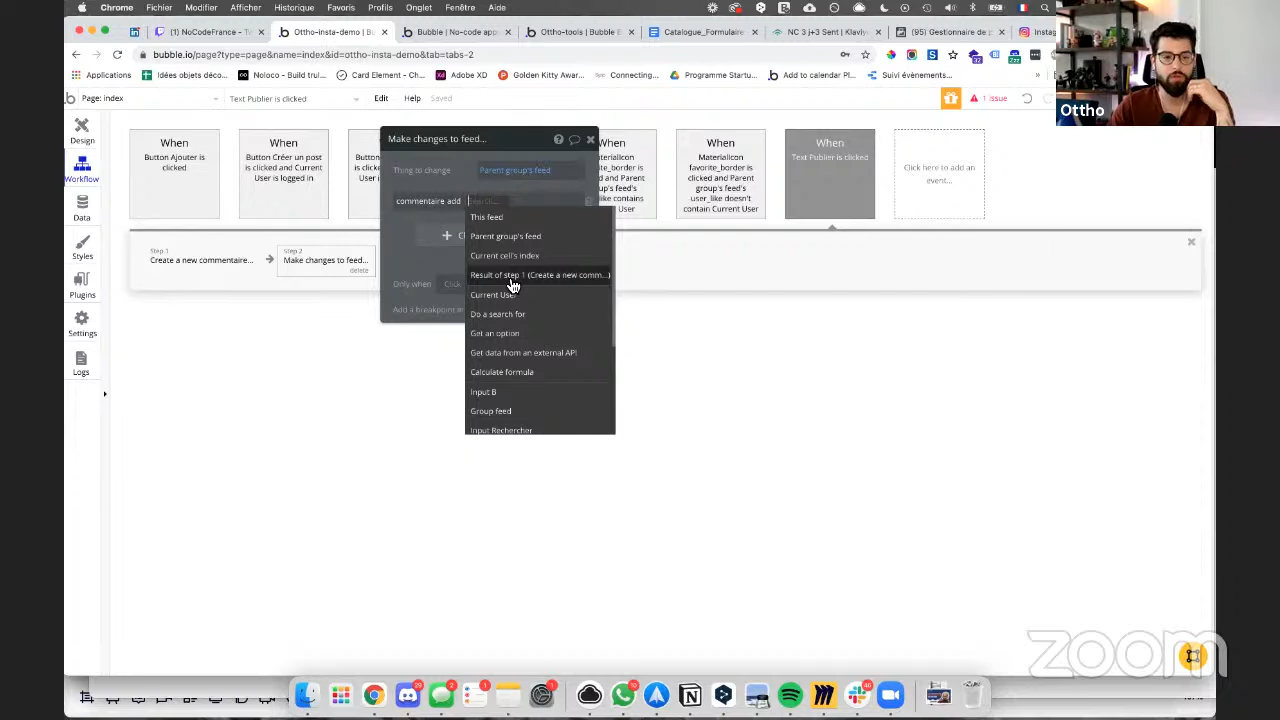 Chrome Fichier Modifier Afficher Historique Favoris Profils Onglet Fenêtre Aide
NoCodeFrance - T
Ottho-insta-demo | Bu
Bubble | No-code app
Ottho-tools | Bubble E
Catalogue_Formulaire
NC 3 j+3 Sent | Klaviy
(95) Gestionnaire de p
Insta
bubble.io/page?type=page&name=index&id=ottho-insta-demo&tab=tabs-2
Applications
Idées objets déco...
Noloco - Build trul...
Card Element - C...
Adobe XD
Golden Kitty Awar...
Connecting...
Programme Startu...
Add to calendar Pl...
Suivi évènements...
Page: index
Text Publier is clicked
Edit
Help
Saved
1 issue
Ottho
Design
Workflow
Data
Styles
Plugins
Settings
Logs
When
Button Ajouter is clicked
When
Button Créer un post is clicked and Current User is logged in
Make changes to feed...
Thing to change
Parent group's feed
commentaire add
Search...
This feed
Parent group's feed
Current cell's index
Result of step 1 (Create a new comm...)
Current User
Do a search for
Get an option
Get data from an external API
Calculate formula
Input B
Group feed
Input Rechercher
Only when
Click
Add a breakpoint in
When
MaterialIcon favorite_border is clicked and Parent group's feed's user_like doesn't contain Current User
When
Text Publier is clicked
Click here to add an event...
Step 1
Create a new commentaire...
Step 2
Make changes to feed...
delete
zoom